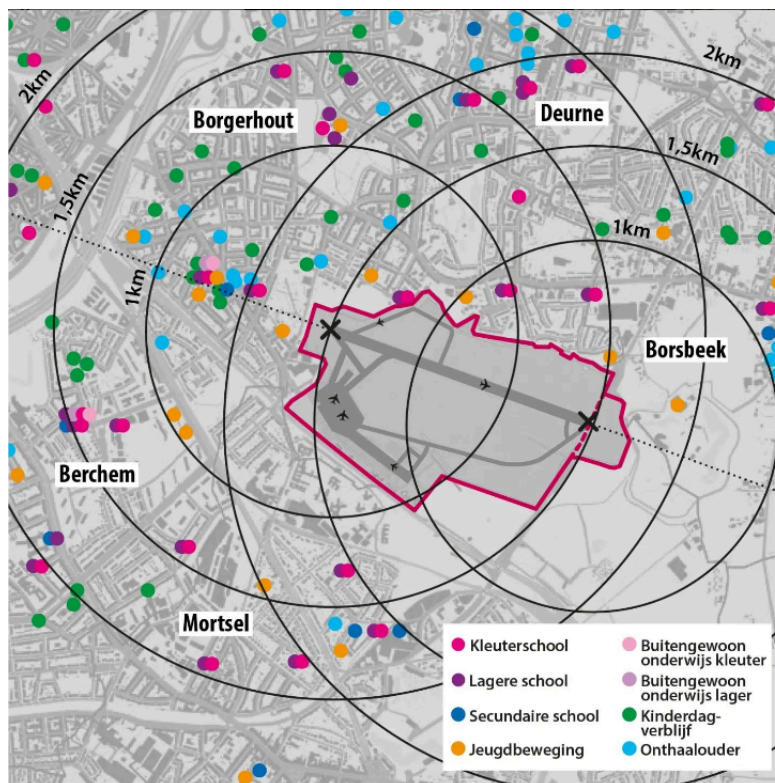 2km
2km
Borgerhout
Deurne
1,5km
1,5km
1km
1km
Borsbeek
Berchem
Mortsel
Kleuterschool
Lagere school
Secundaire school
Jeugdbeweging
Buitengewoon
onderwijs kleuter
Buitengewoon
onderwijs lager
Kinderdag-
verblijf
Onthaalouder